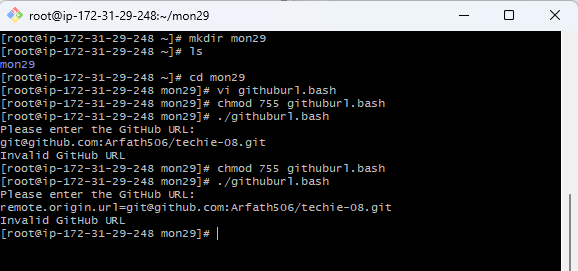 root@ip-172-31-29-248:~/mon29
[root@ip-172-31-29-248 ~]# mkdir mon29
[root@ip-172-31-29-248 ~]# ls
mon29
[root@ip-172-31-29-248 ~]# cd mon29
[root@ip-172-31-29-248 mon29]# vi githuburl.bash
[root@ip-172-31-29-248 mon29]# chmod 755 githuburl.bash
[root@ip-172-31-29-248 mon29]# ./githuburl.bash
Please enter the GitHub URL:
git@github.com:Arfath506/techie-08.git
Invalid GitHub URL
[root@ip-172-31-29-248 mon29]# chmod 755 githuburl.bash
[root@ip-172-31-29-248 mon29]# ./githuburl.bash
Please enter the GitHub URL:
remote.origin.url=git@github.com:Arfath506/techie-08.git
Invalid GitHub URL
[root@ip-172-31-29-248 mon29]#